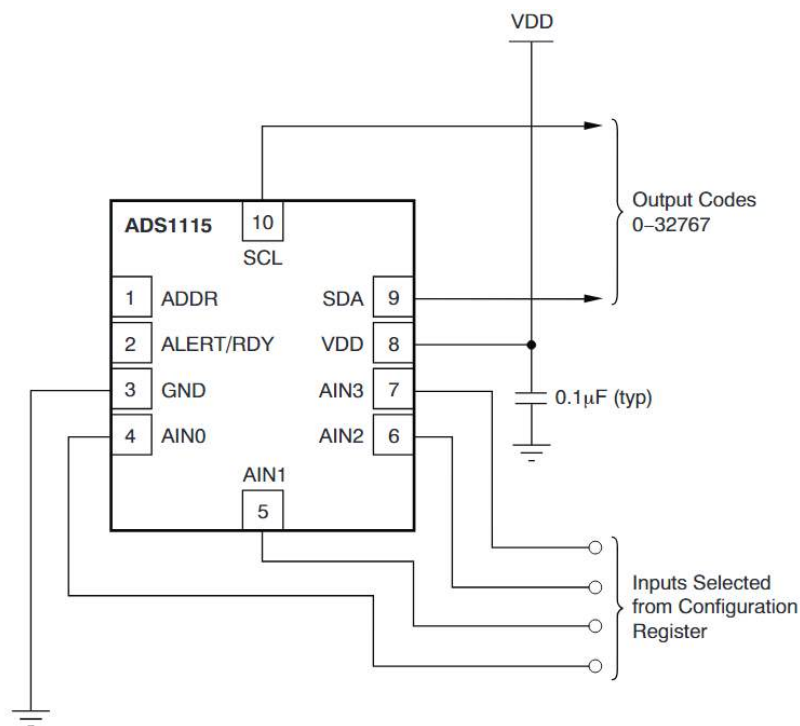 VDD
ADS1115
10
SCL
Output Codes
0–32767
1 ADDR
SDA 9
2 ALERT/RDY
VDD 8
3 GND
AIN3 7
0.1μF (typ)
4 AIN0
AIN2 6
AIN1
5
Inputs Selected
from Configuration
Register